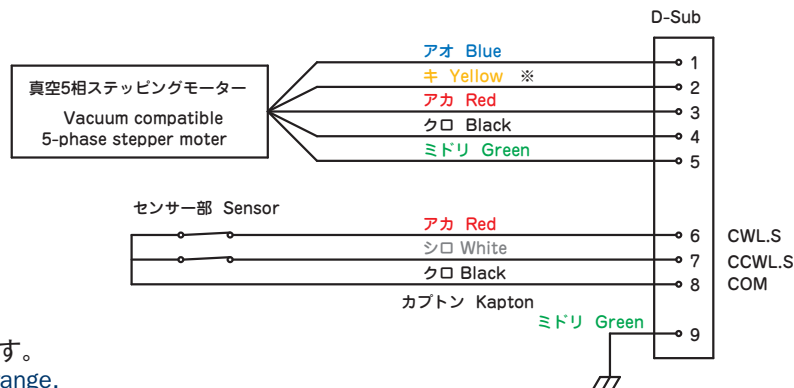 D-Sub
アオ Blue 1
キ Yellow ※ 2
アカ Red 3
クロ Black 4
ミドリ Green 5
真空5相ステッピングモーター
Vacuum compatible
5-phase stepper moter
センサー部 Sensor
アカ Red 6 CWL.S
シロ White 7 CCWL.S
クロ Black 8 COM
カプトン Kapton
ミドリ Green 9
す。
ange.